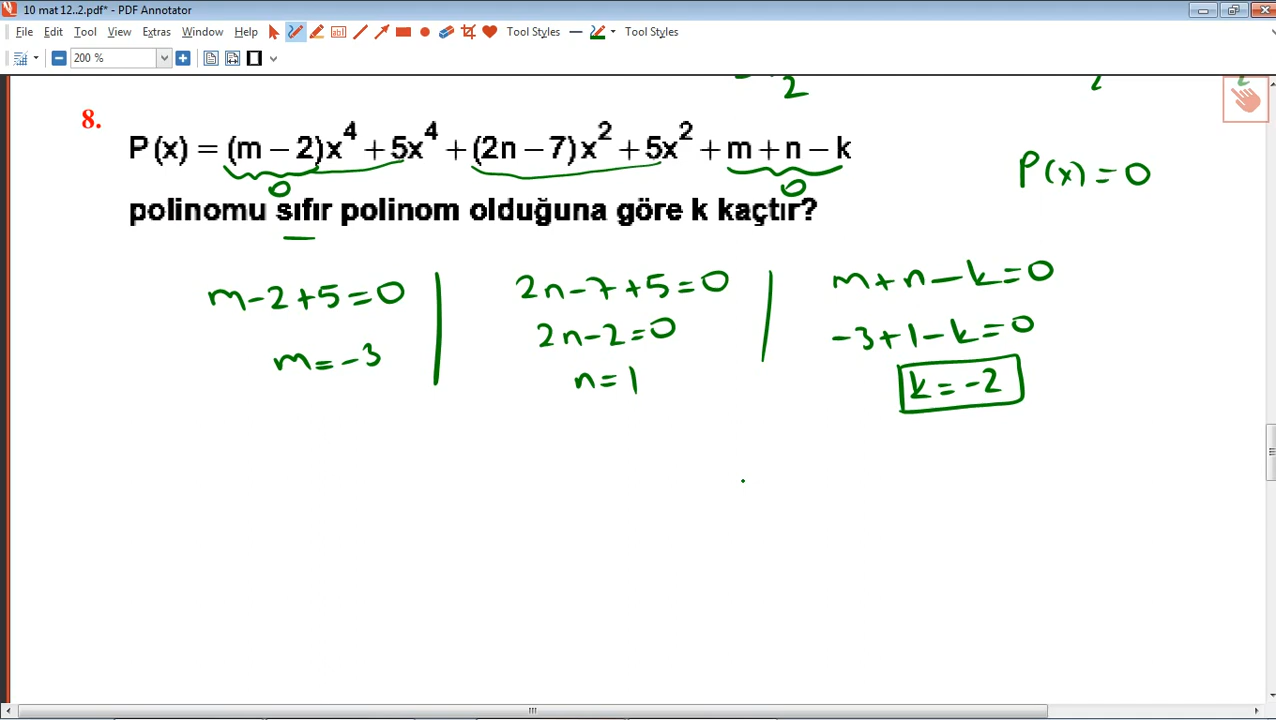 10 mat 12..2.pdf* - PDF Annotator
File Edit Tool View Extras Window Help Tool Styles Tool Styles
200 %
2 2
8.
P(x) = (m − 2)x⁴ + 5x⁴ + (2n − 7)x² + 5x² + m + n − k
P(x) = 0
0 0
polinomu sıfır polinom olduğuna göre k kaçtır?
m-2+5=0
m=-3
2n-7+5=0
2n-2=0
n=1
m+n-k=0
-3+1-k=0
k=-2